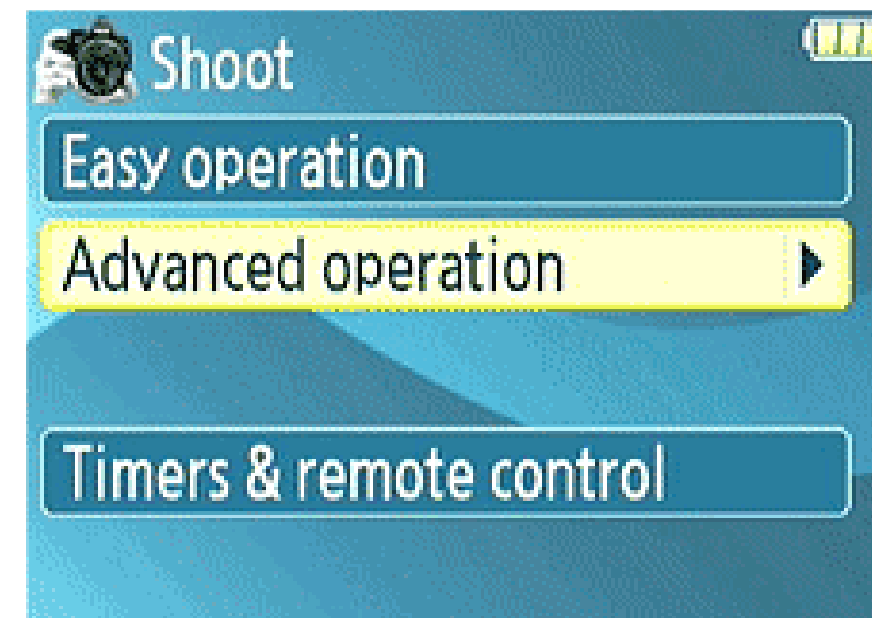 Shoot
Easy operation
Advanced operation
Timers & remote control